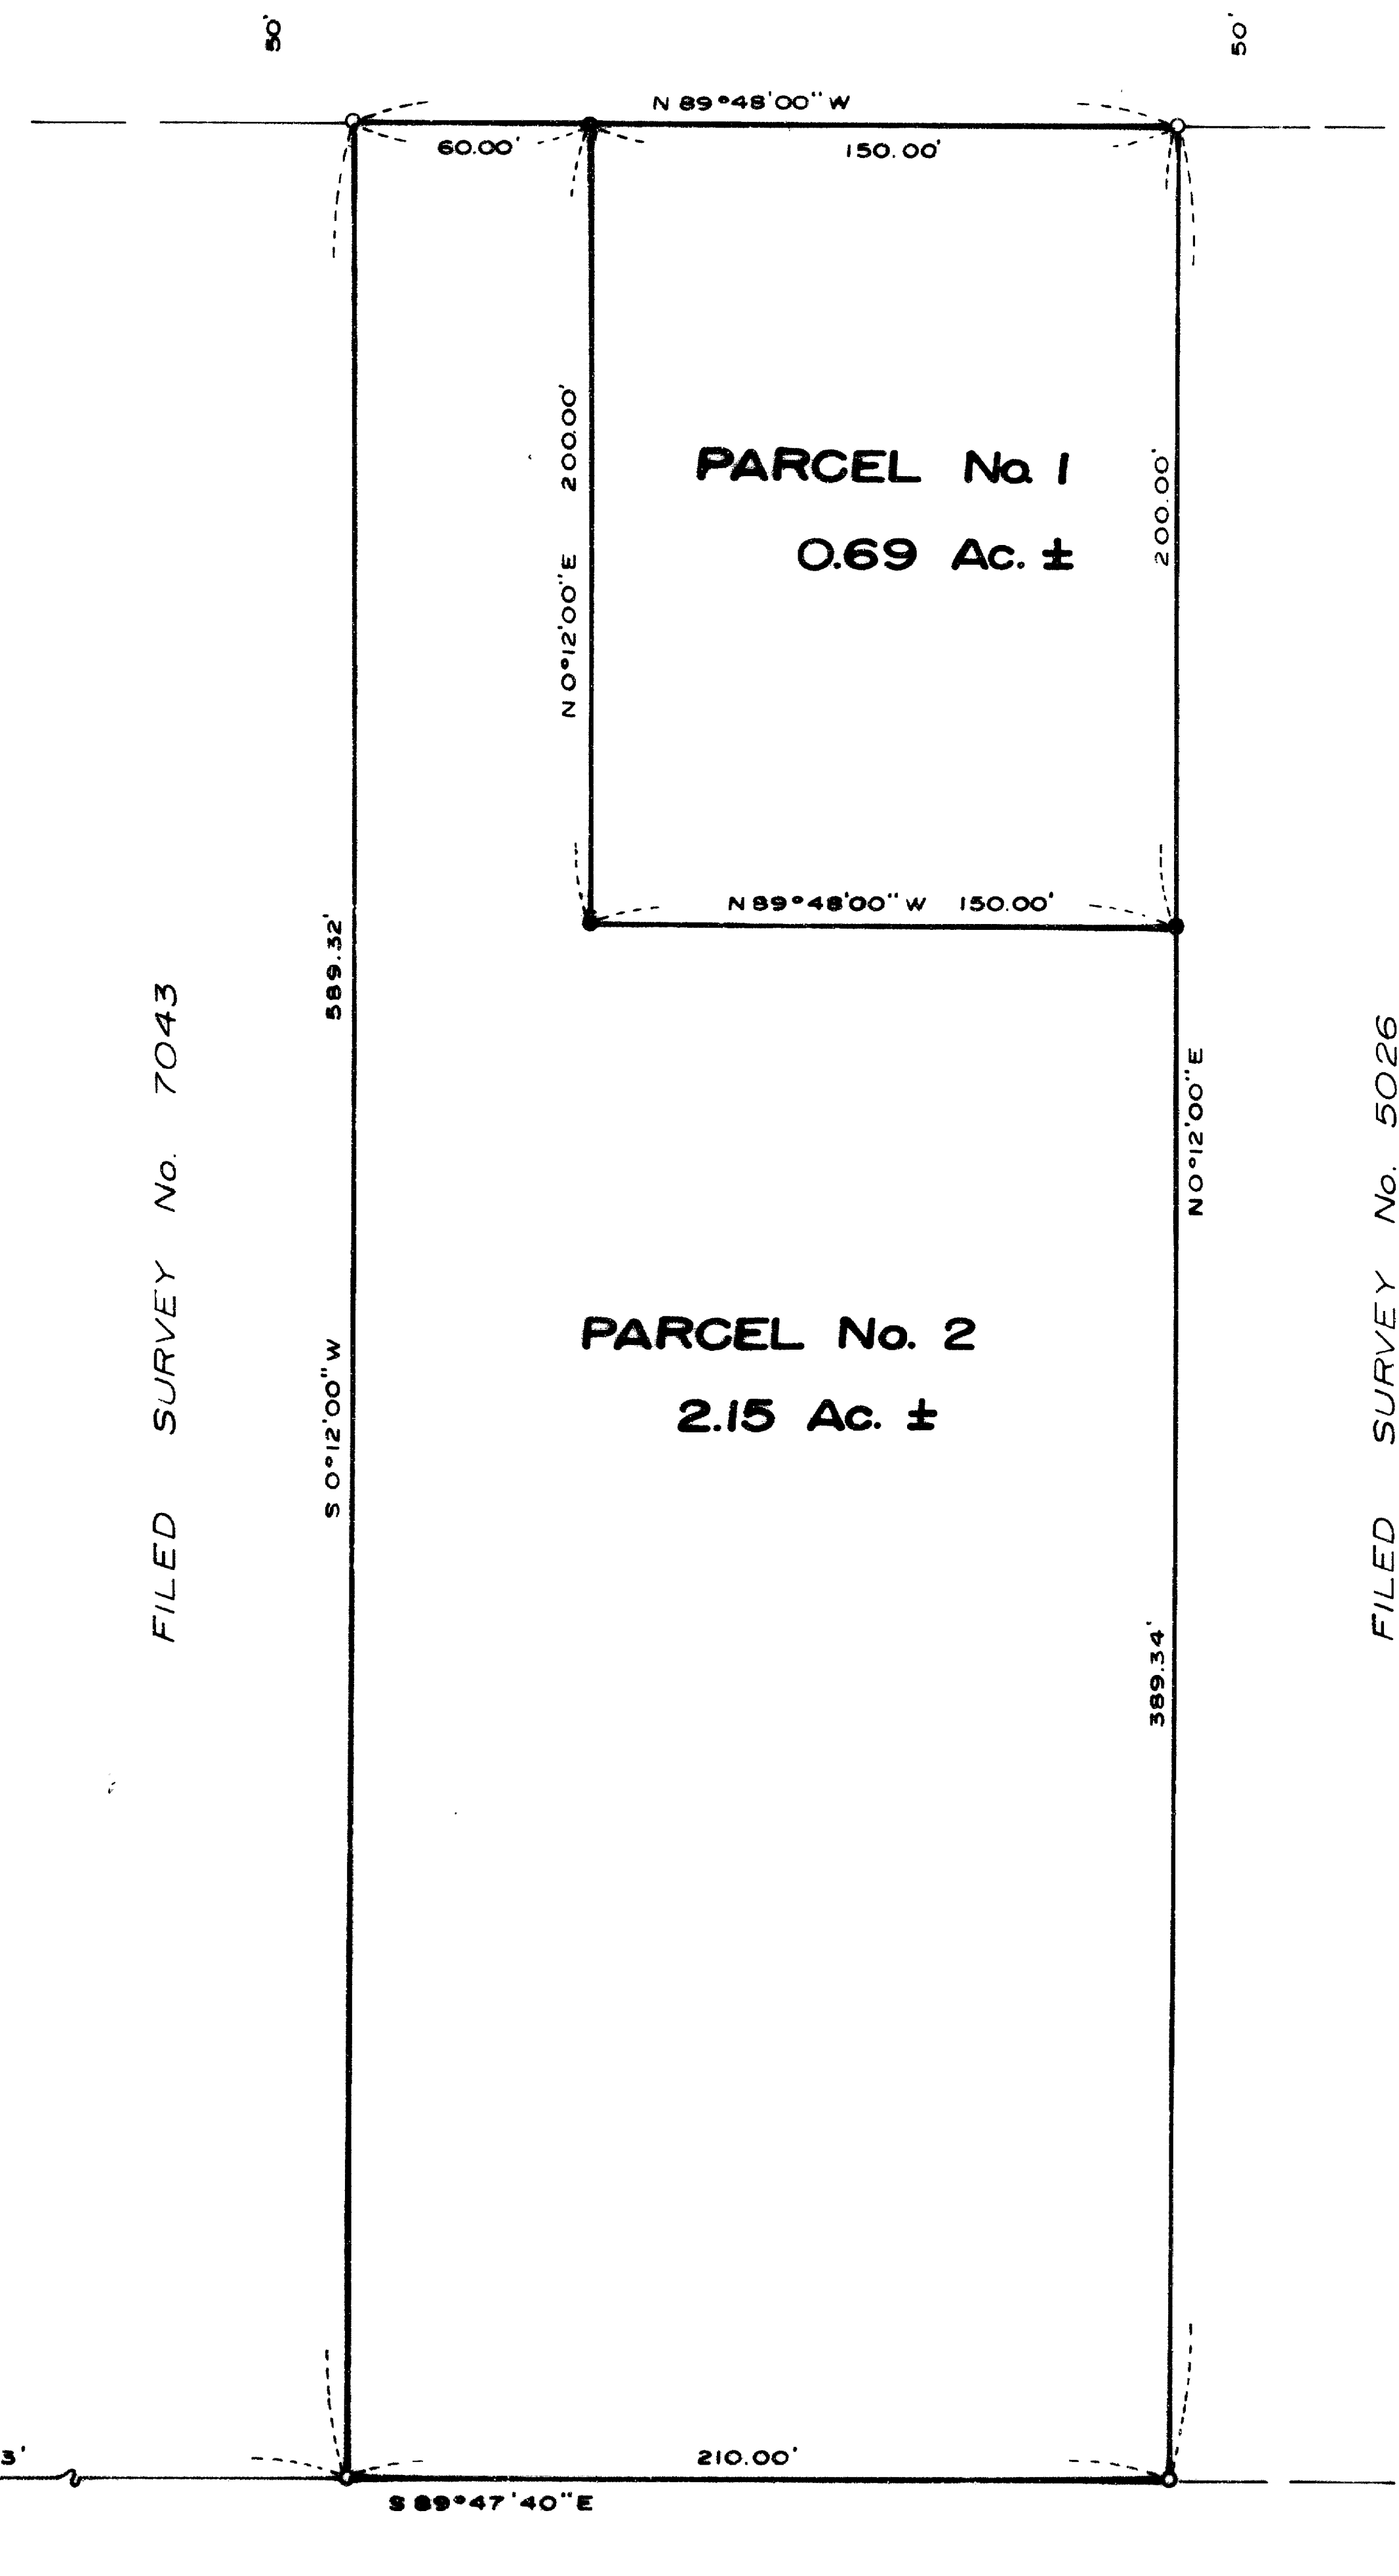 50'
50'
N 89°48'00" W
60.00'
150.00'
N 0°12'00" E 200.00'
PARCEL No. 1
0.69 Ac. ±
200.00'
N 89°48'00" W 150.00'
589.32'
S 0°12'00" W
FILED SURVEY No. 7043
N 0°12'00" E
FILED SURVEY No. 5026
PARCEL No. 2
2.15 Ac. ±
389.34'
3'
210.00'
S 89°47'40" E